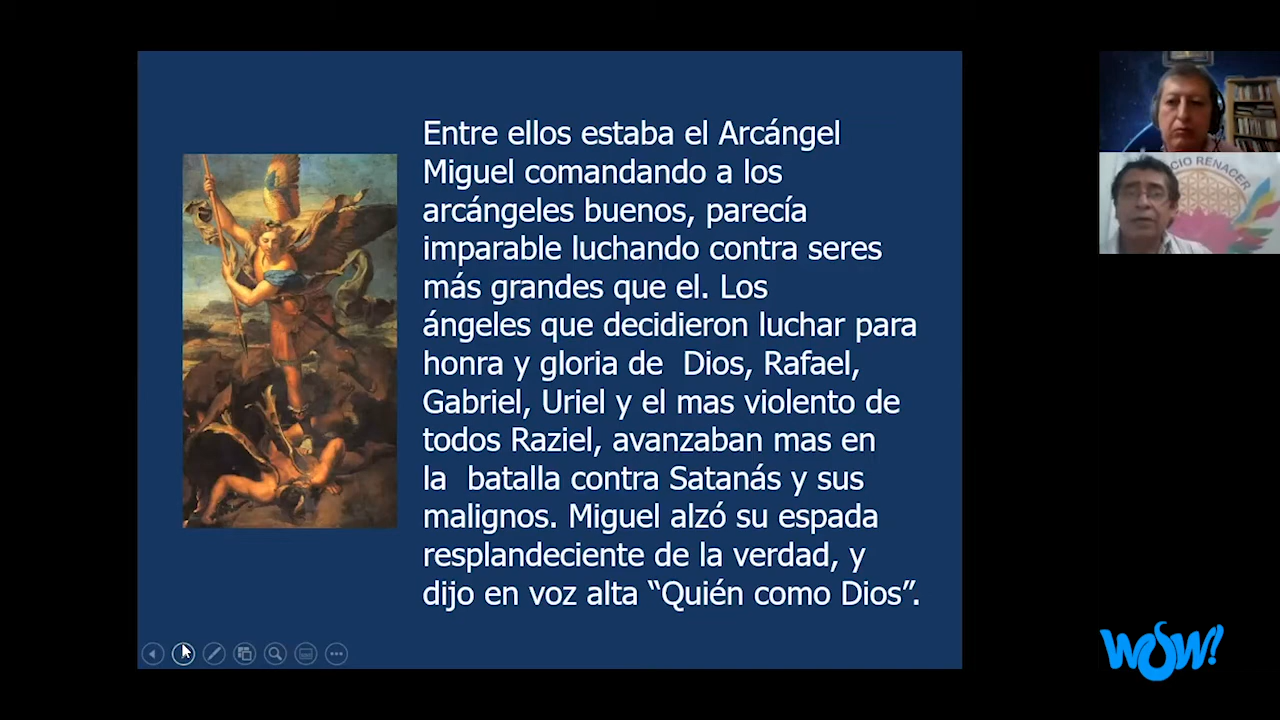 Entre ellos estaba el Arcángel
Miguel comandando a los
arcángeles buenos, parecía
imparable luchando contra seres
más grandes que el. Los
ángeles que decidieron luchar para
honra y gloria de  Dios, Rafael,
Gabriel, Uriel y el mas violento de
todos Raziel, avanzaban mas en
la  batalla contra Satanás y sus
malignos. Miguel alzó su espada
resplandeciente de la verdad, y
dijo en voz alta “Quién como Dios”.
RENACER
WOW!